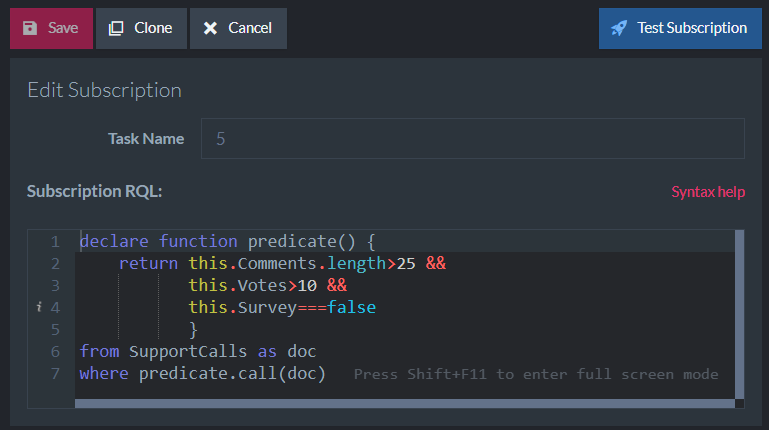 Save Clone Cancel Test Subscription
Edit Subscription
Task Name 5
Subscription RQL: Syntax help
1 declare function predicate() {
2     return this.Comments.length>25 &&
3            this.Votes>10 &&
i 4            this.Survey===false
5            }
6 from SupportCalls as doc
7 where predicate.call(doc) Press Shift+F11 to enter full screen mode